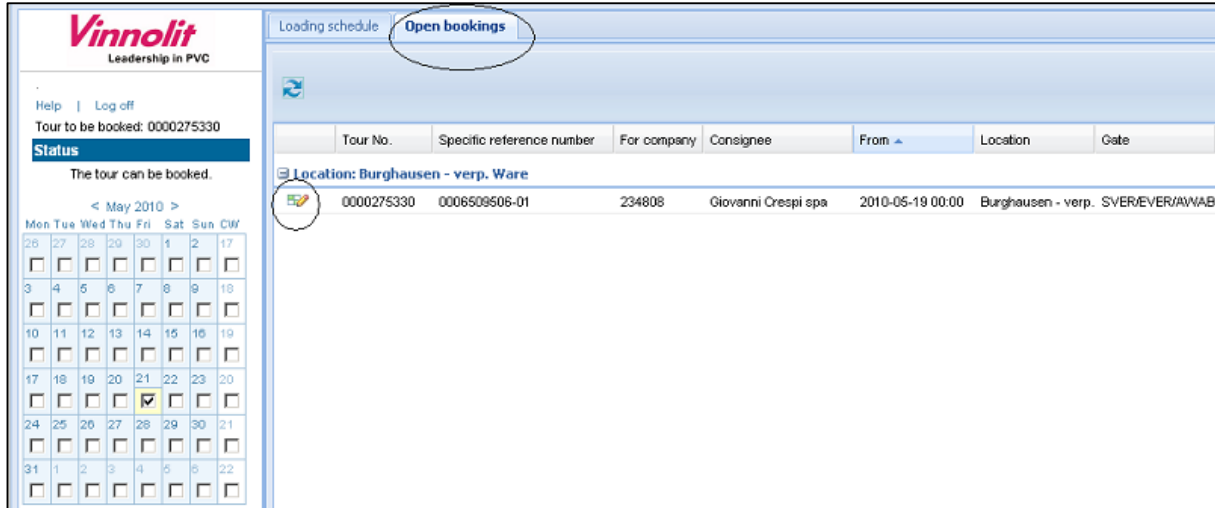 Vinnolit
Leadership in PVC
.
Help | Log off
Tour to be booked: 0000275330
Status
The tour can be booked.
< May 2010 >
Mon Tue Wed Thu Fri Sat Sun CW
26 27 28 29 30 1 2 17
3 4 5 6 7 8 9 18
10 11 12 13 14 15 16 19
17 18 19 20 21 22 23 20
24 25 26 27 28 29 30 21
31 1 2 3 4 5 6 22
Loading schedule Open bookings
Tour No. Specific reference number For company Consignee From Location Gate
Location: Burghausen - verp. Ware
0000275330 0006509506-01 234808 Giovanni Crespi spa 2010-05-19 00:00 Burghausen - verp. SVER/EVER/AWAB